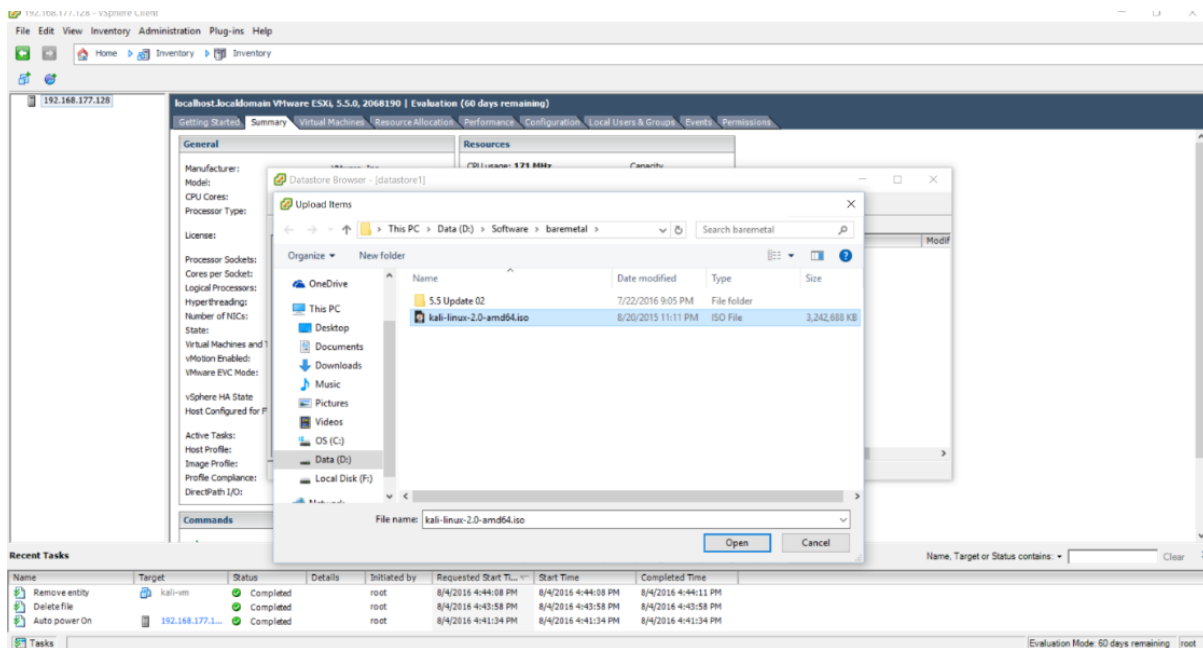 192.168.177.128 - vSphere Client
File Edit View Inventory Administration Plug-ins Help
Home Inventory Inventory
192.168.177.128
localhost.localdomain VMware ESXi, 5.5.0, 2068190 | Evaluation (60 days remaining)
Getting Started Summary Virtual Machines Resource Allocation Performance Configuration Local Users & Groups Events Permissions
General
Manufacturer:
Model:
CPU Cores:
Processor Type:
License:
Processor Sockets:
Cores per Socket:
Logical Processors:
Hyperthreading:
Number of NICs:
State:
Virtual Machines and T
vMotion Enabled:
VMware EVC Mode:
vSphere HA State
Host Configured for F
Active Tasks:
Host Profile:
Image Profile:
Profile Compliance:
DirectPath I/O:
Commands
Resources
CPU usage: 171 MHz Capacity
Datastore Browser - [datastore1]
Modif
Upload Items
This PC > Data (D:) > Software > baremetal >
Search baremetal
Organize New folder
Name Date modified Type Size
5.5 Update 02 7/22/2016 9:05 PM File folder
kali-linux-2.0-amd64.iso 8/20/2015 11:11 PM ISO File 3,242,688 KB
OneDrive
This PC
Desktop
Documents
Downloads
Music
Pictures
Videos
OS (C:)
Data (D:)
Local Disk (F:)
Network
File name: kali-linux-2.0-amd64.iso
Open Cancel
Recent Tasks
Name, Target or Status contains: Clear
Name Target Status Details Initiated by Requested Start Ti... Start Time Completed Time
Remove entity kali-vm Completed root 8/4/2016 4:44:08 PM 8/4/2016 4:44:08 PM 8/4/2016 4:44:11 PM
Delete file Completed root 8/4/2016 4:43:58 PM 8/4/2016 4:43:58 PM 8/4/2016 4:43:58 PM
Auto power On 192.168.177.1... Completed root 8/4/2016 4:41:34 PM 8/4/2016 4:41:34 PM 8/4/2016 4:41:34 PM
Tasks
Evaluation Mode: 60 days remaining root